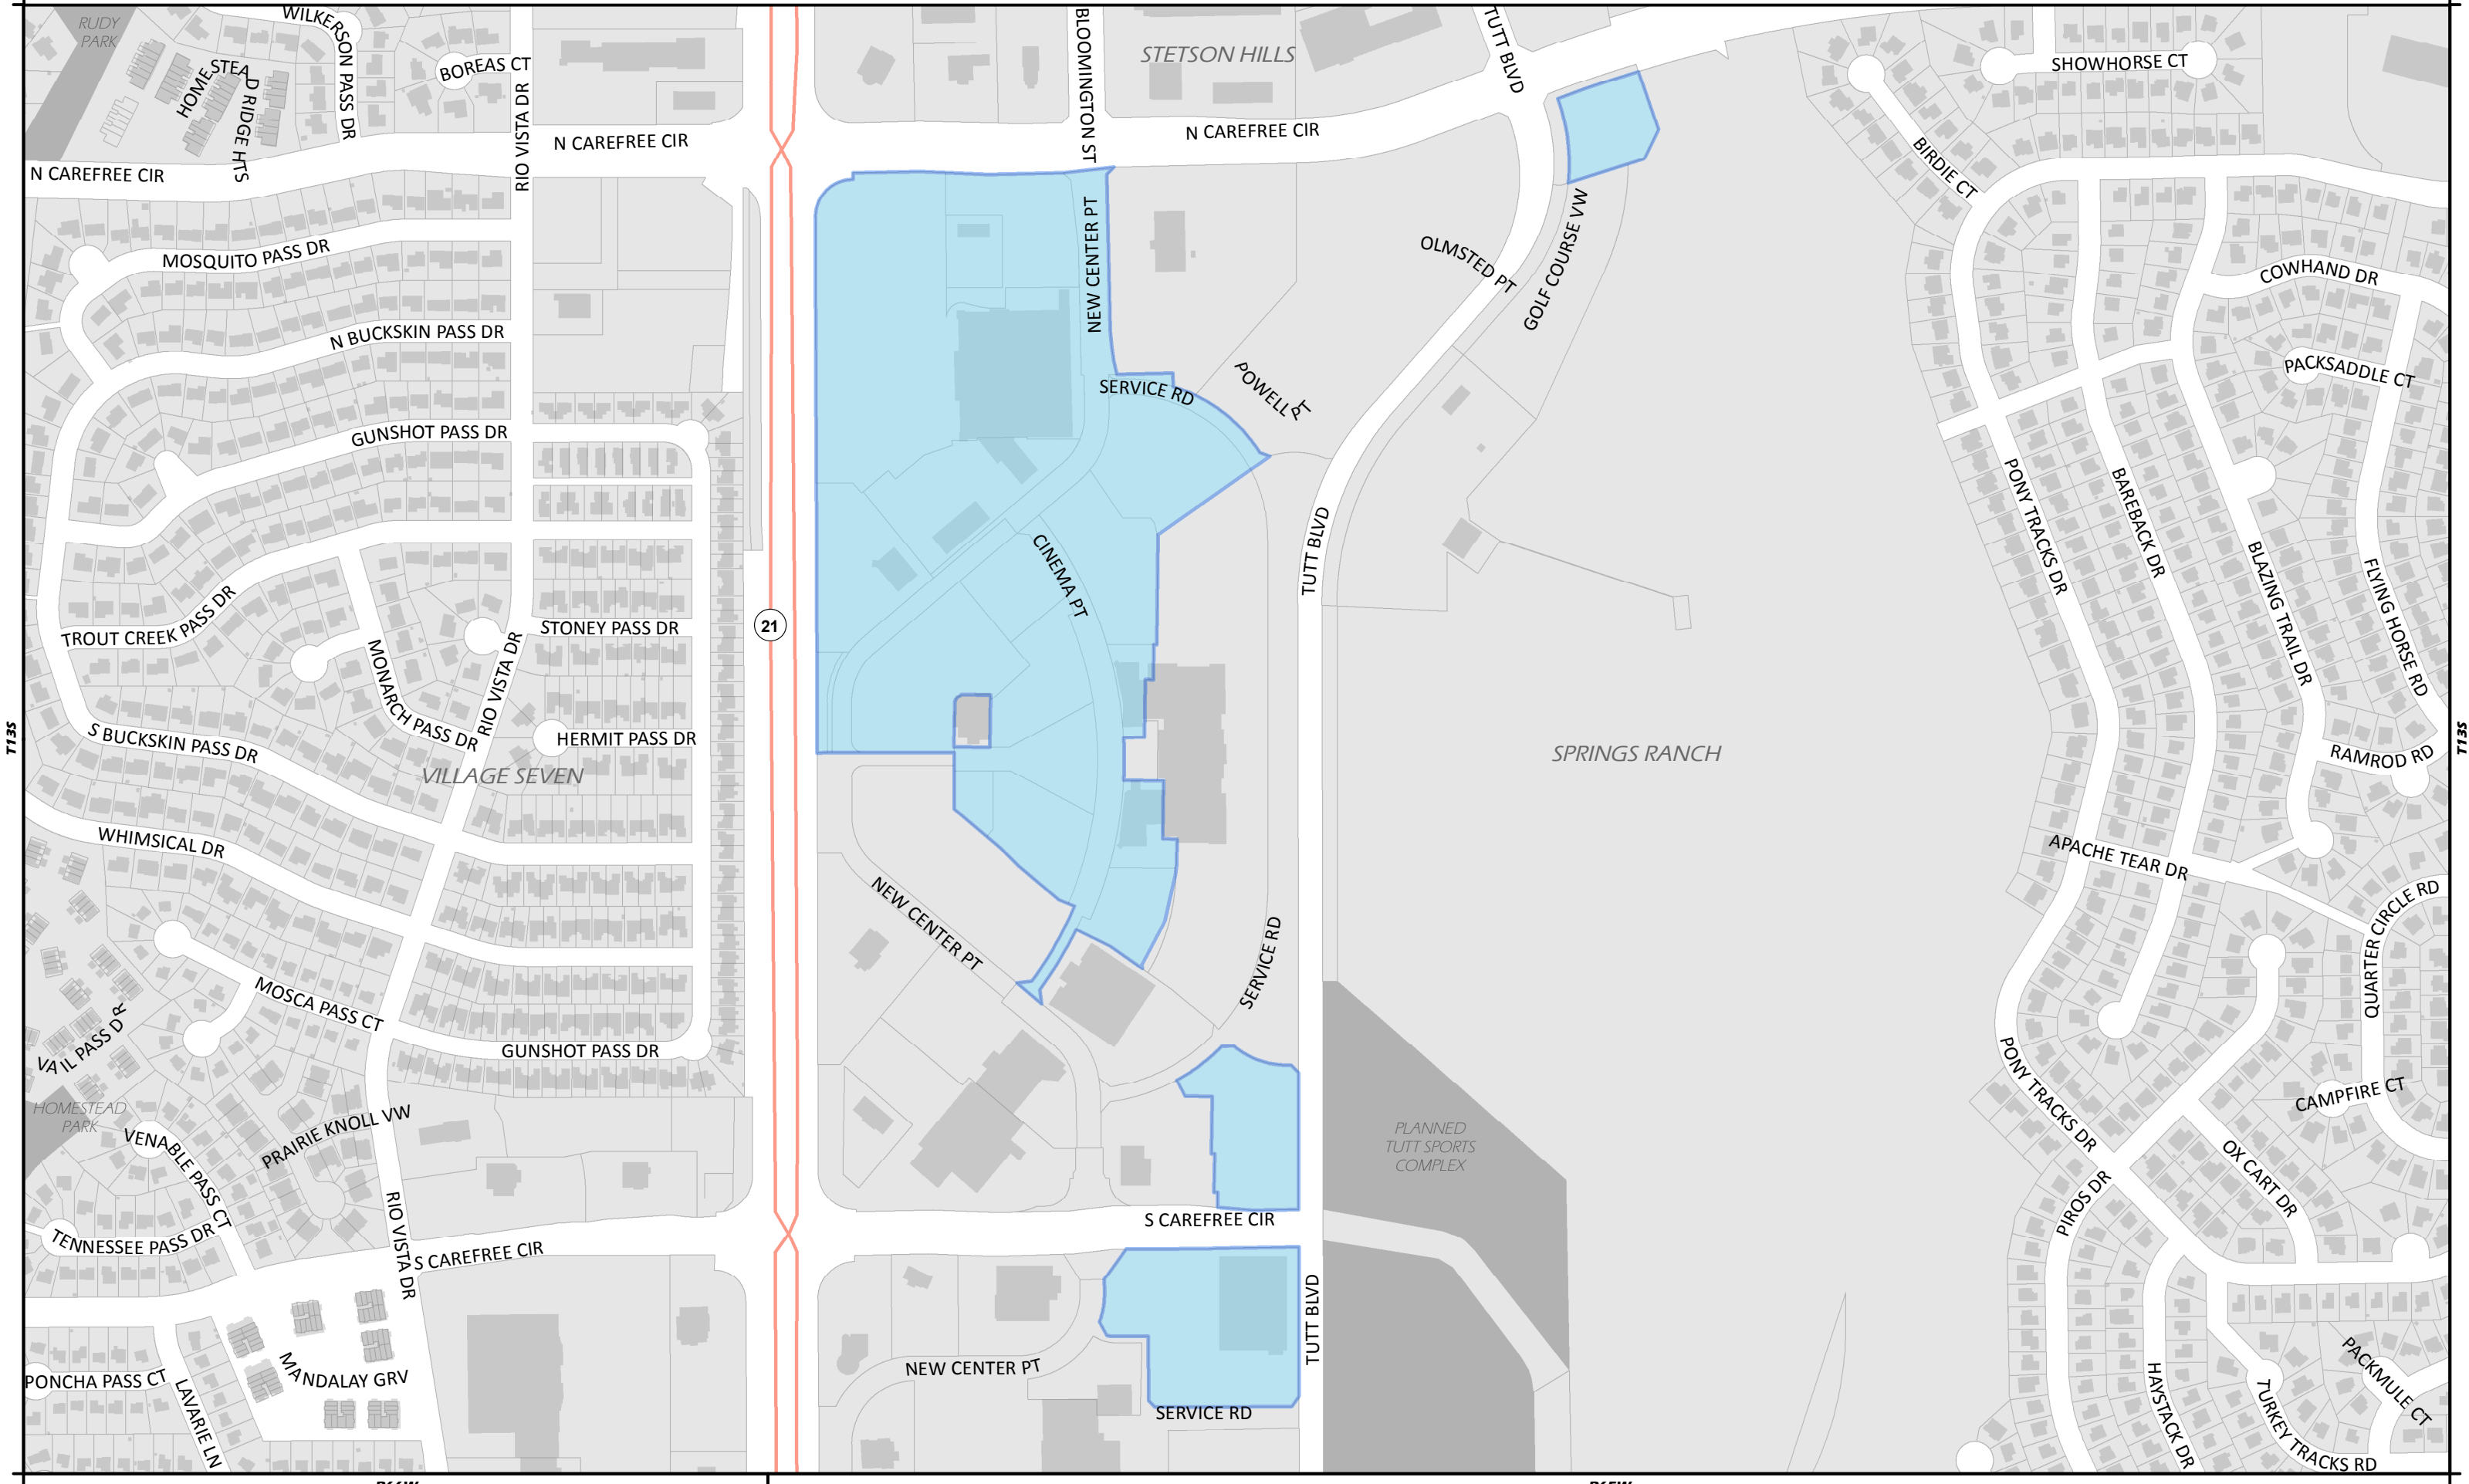 RUDY
PARK
WILKERSON PASS DR
HOMESTEAD RIDGE HTS
BOREAS CT
RIO VISTA DR
N CAREFREE CIR
N CAREFREE CIR
BLOOMINGTON ST
STETSON HILLS
N CAREFREE CIR
TUTT BLVD
SHOWHORSE CT
BIRDIE CT
MOSQUITO PASS DR
N BUCKSKIN PASS DR
GUNSHOT PASS DR
NEW CENTER PT
SERVICE RD
POWELL PT
OLMSTED PT
GOLF COURSE VW
COWHAND DR
PACKSADDLE CT
PONY TRACKS DR
BAREBACK DR
BLAZING TRAIL DR
FLYING HORSE RD
CINEMA PT
TUTT BLVD
21
TROUT CREEK PASS DR
MONARCH PASS DR
RIO VISTA DR
STONEY PASS DR
HERMIT PASS DR
S BUCKSKIN PASS DR
VILLAGE SEVEN
T13S
T13S
SPRINGS RANCH
RAMROD RD
WHIMSICAL DR
APACHE TEAR DR
QUARTER CIRCLE RD
NEW CENTER PT
SERVICE RD
MOSCA PASS CT
VAIL PASS DR
GUNSHOT PASS DR
HOMESTEAD
PARK
PRAIRIE KNOLL VW
VENABLE PASS CT
PLANNED
TUTT SPORTS
COMPLEX
PONY TRACKS DR
CAMPFIRE CT
OX CART DR
PIROS DR
TENNESSEE PASS DR
RIO VISTA DR
S CAREFREE CIR
S CAREFREE CIR
TUTT BLVD
NEW CENTER PT
SERVICE RD
PONCHA PASS CT
LAVARIE LN
MANDALAY GRV
HAYSTACK DR
TURKEY TRACKS RD
PACKMULE CT